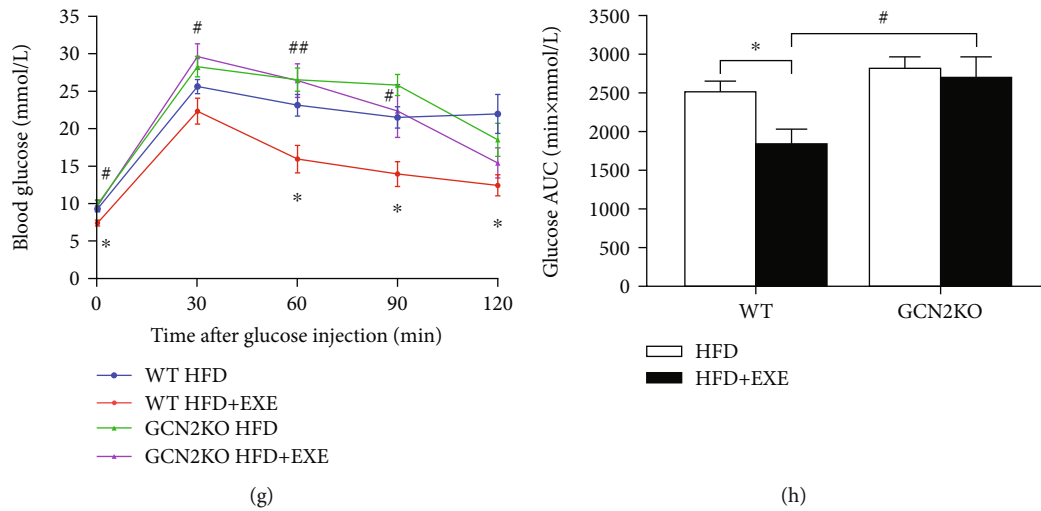 Blood glucose (mmol/L)
35
30
25
20
15
10
5
0
#
*
#
##
*
#
*
*
0 30 60 90 120
Time after glucose injection (min)
WT HFD
WT HFD+EXE
GCN2KO HFD
GCN2KO HFD+EXE
(g)
Glucose AUC (min×mmol/L)
3500
3000
2500
2000
1500
1000
500
0
*
#
WT GCN2KO
HFD
HFD+EXE
(h)